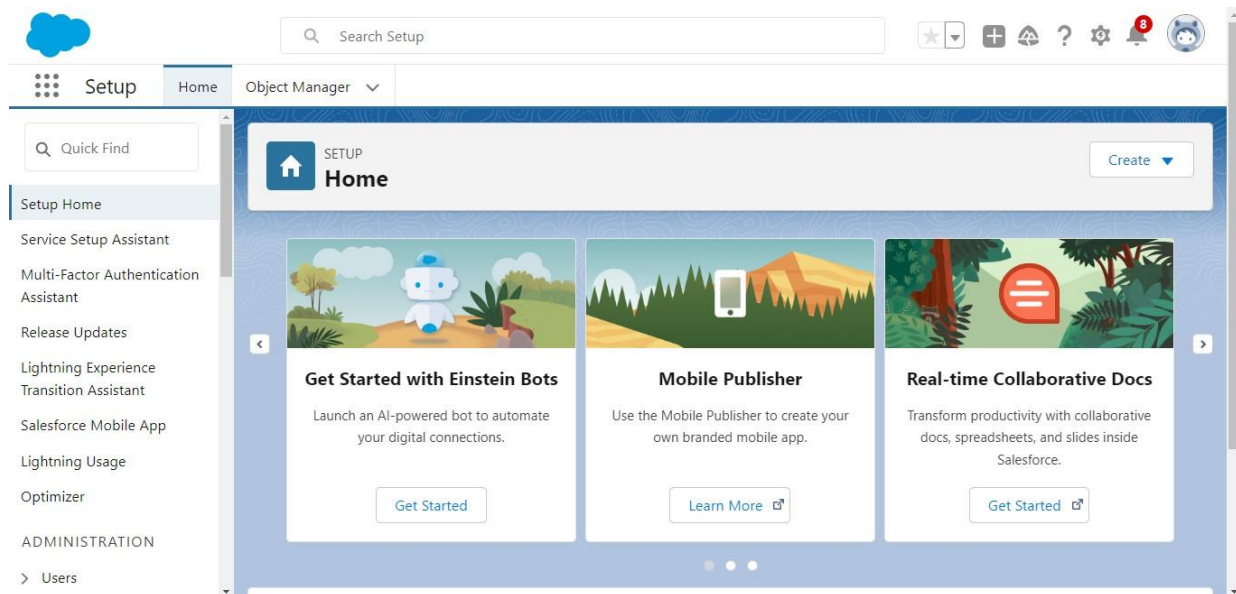 Search Setup
8
Setup
Home
Object Manager
Quick Find
Setup Home
Service Setup Assistant
Multi-Factor Authentication
Assistant
Release Updates
Lightning Experience
Transition Assistant
Salesforce Mobile App
Lightning Usage
Optimizer
ADMINISTRATION
Users
SETUP
Home
Create
Get Started with Einstein Bots
Launch an AI-powered bot to automate
your digital connections.
Get Started
Mobile Publisher
Use the Mobile Publisher to create your
own branded mobile app.
Learn More
Real-time Collaborative Docs
Transform productivity with collaborative
docs, spreadsheets, and slides inside
Salesforce.
Get Started